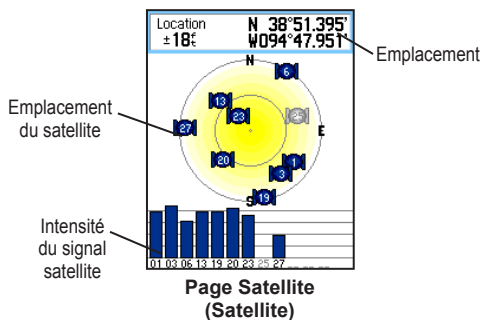 Location
N 38°51.395'
±18ft
W094°47.951'
Emplacement
N
6
13
23
25
Emplacement
du satellite
27
E
20
1
3
S
19
Intensité
du signal
satellite
01 03 06 13 19 20 23 25 27
Page Satellite
(Satellite)